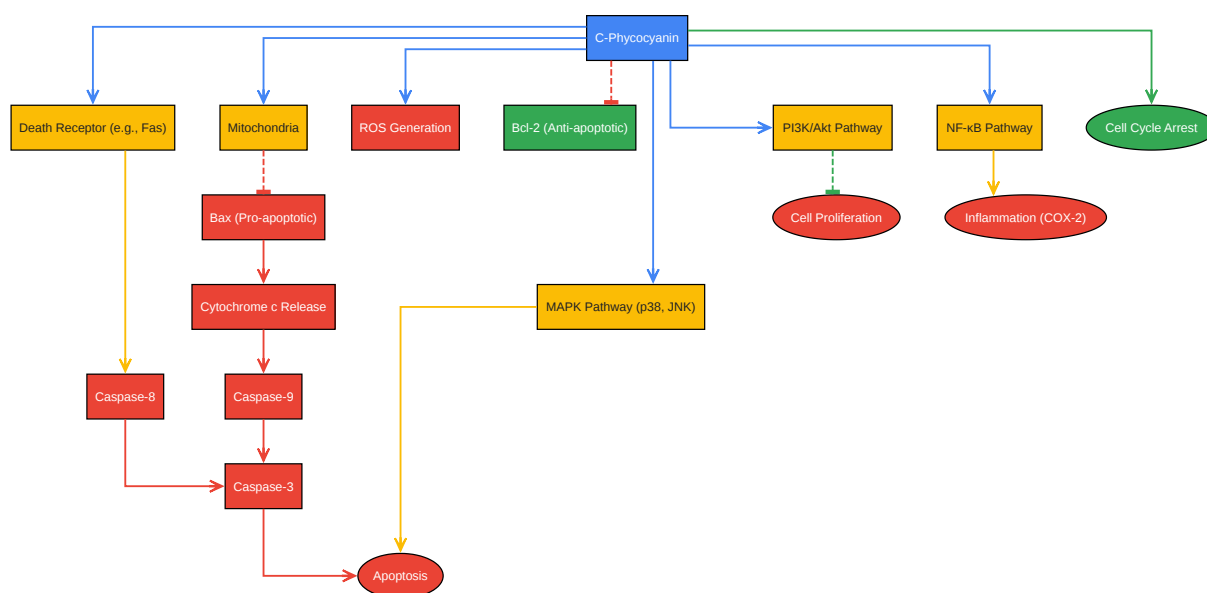 C-Phycocyanin
Death Receptor (e.g., Fas)
Mitochondria
ROS Generation
Bcl-2 (Anti-apoptotic)
PI3K/Akt Pathway
NF-κB Pathway
Cell Cycle Arrest
Bax (Pro-apoptotic)
Cell Proliferation
Inflammation (COX-2)
Cytochrome c Release
MAPK Pathway (p38, JNK)
Caspase-8
Caspase-9
Caspase-3
Apoptosis